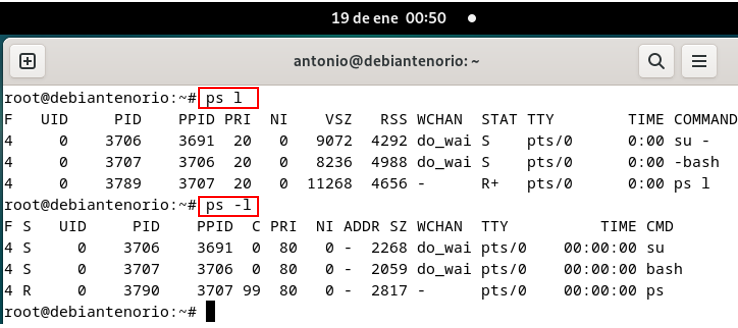 19 de ene 00:50
antonio@debiantenorio: ~
root@debiantenorio:~# ps l
F   UID     PID    PPID PRI  NI    VSZ   RSS WCHAN  STAT TTY        TIME COMMAND
4     0    3706    3691  20   0   9072  4292 do_wai S    pts/0      0:00 su -
4     0    3707    3706  20   0   8236  4988 do_wai S    pts/0      0:00 -bash
4     0    3789    3707  20   0  11268  4656 -      R+   pts/0      0:00 ps l
root@debiantenorio:~# ps -l
F S   UID     PID    PPID  C PRI  NI ADDR SZ WCHAN  TTY          TIME CMD
4 S     0    3706    3691  0  80   0 -  2268 do_wai pts/0    00:00:00 su
4 S     0    3707    3706  0  80   0 -  2059 do_wai pts/0    00:00:00 bash
4 R     0    3790    3707 99  80   0 -  2817 -      pts/0    00:00:00 ps
root@debiantenorio:~#